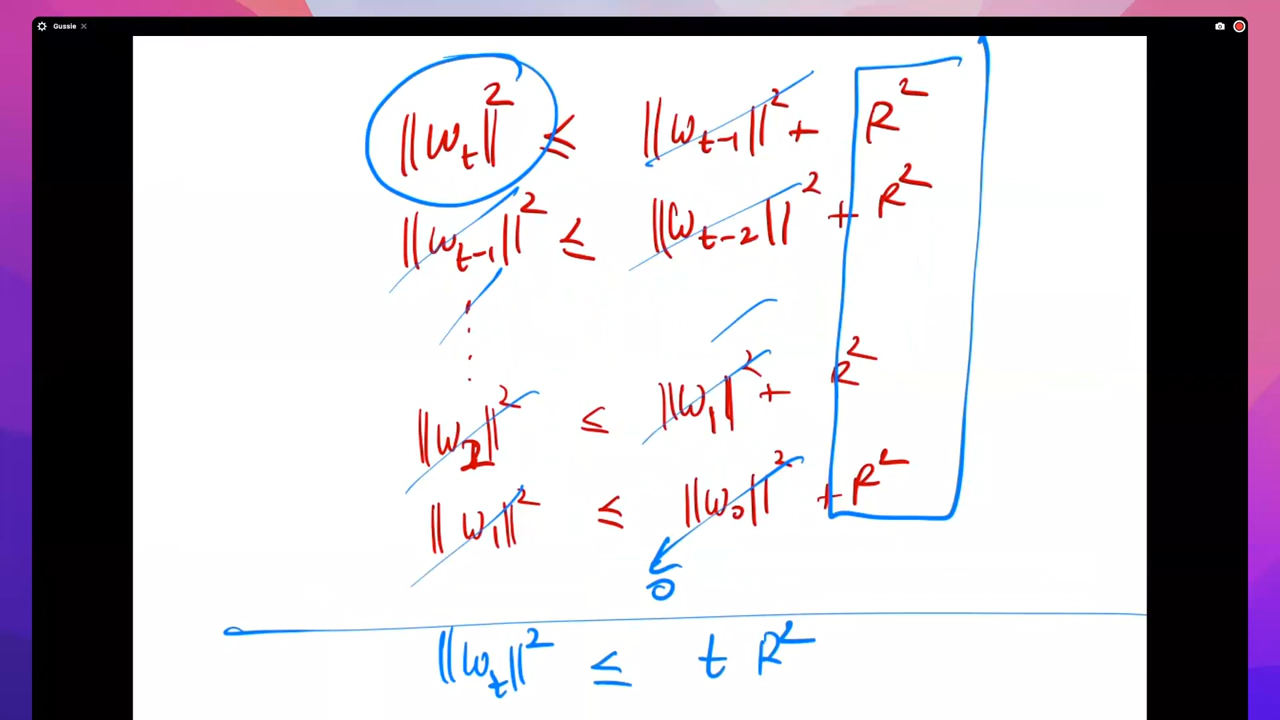 Gussie
||w_t||² ≤ ||w_{t-1}||² + R²
||w_{t-1}||² ≤ ||w_{t-2}||² + R²
||w_2||² ≤ ||w_1||² + R²
||w_1||² ≤ ||w_0||² + R²
0
||w_t||² ≤ t R²